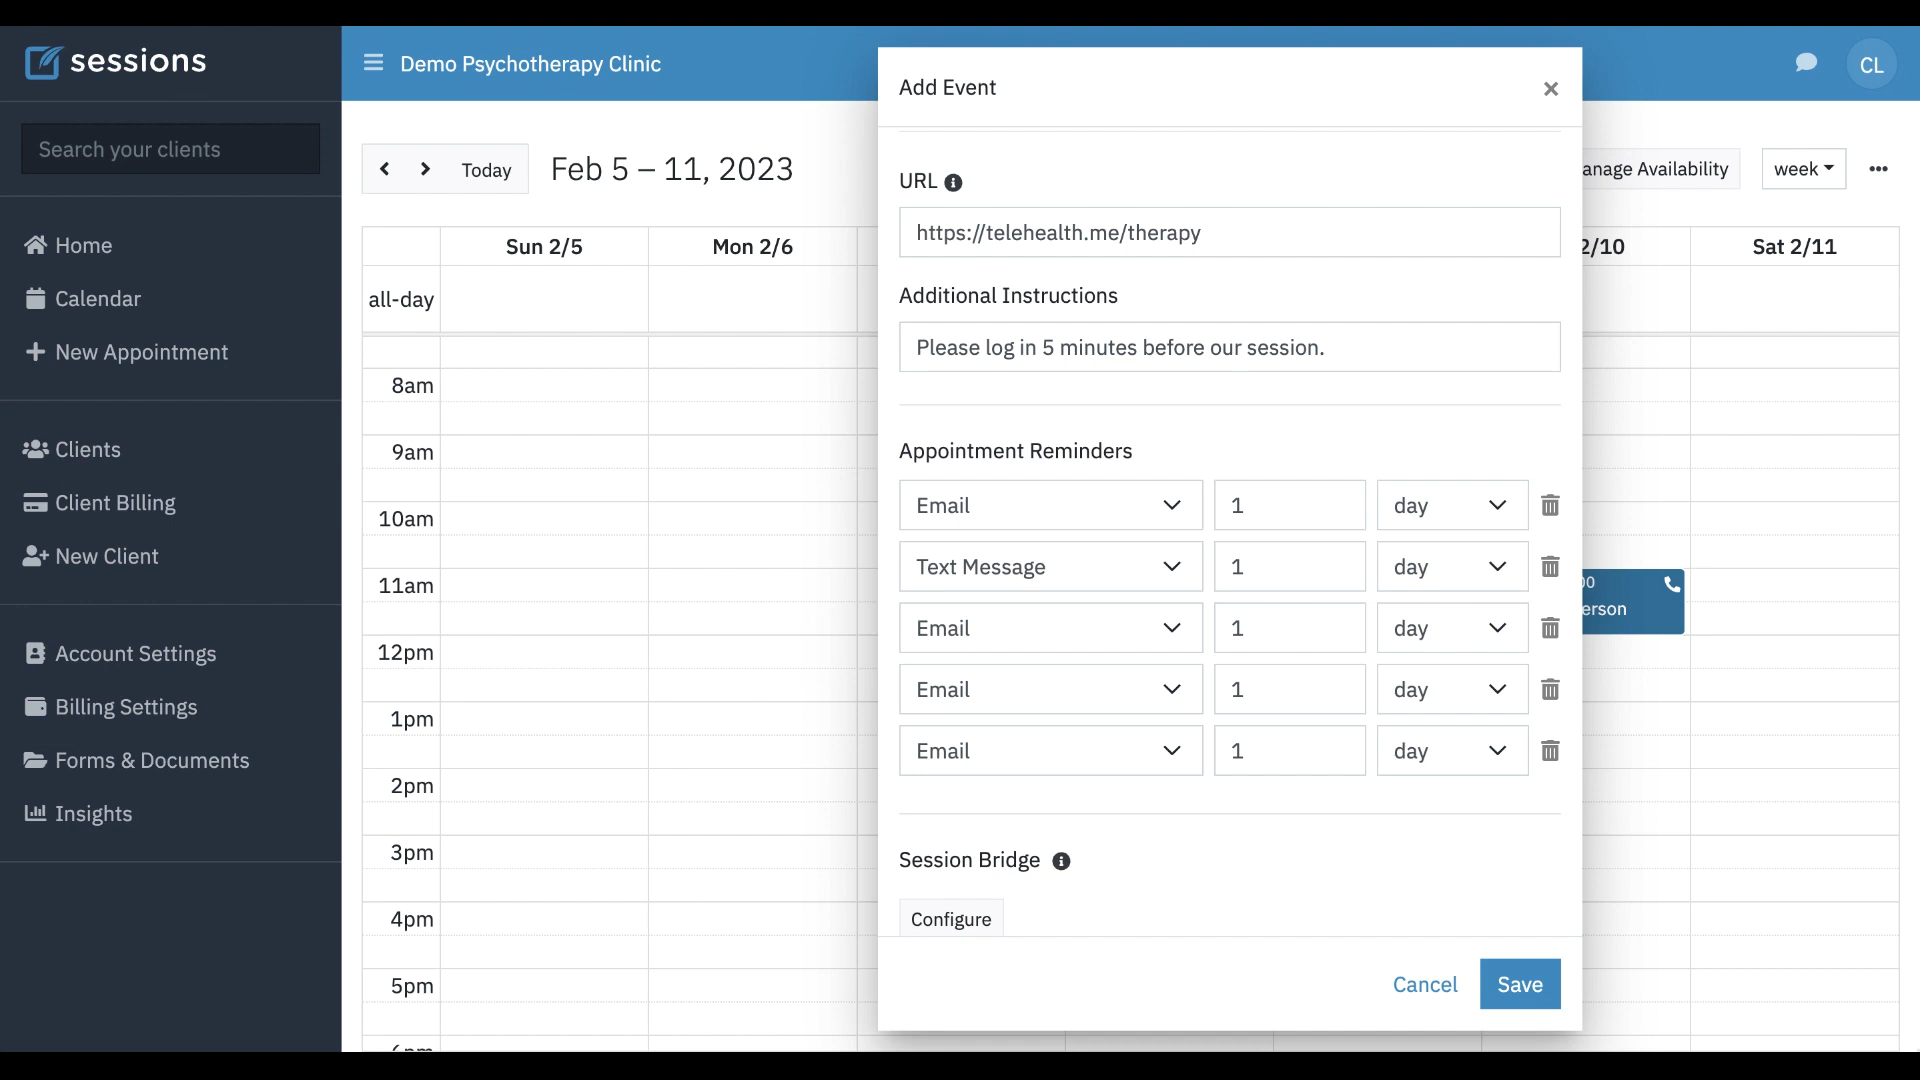 sessions
Search your clients
Home
Calendar
New Appointment
Clients
Client Billing
New Client
Account Settings
Billing Settings
Forms & Documents
Insights
Demo Psychotherapy Clinic
CL
Today
Feb 5 – 11, 2023
anage Availability
week
Sun 2/5
Mon 2/6
2/10
Sat 2/11
all-day
8am
9am
10am
11am
12pm
1pm
2pm
3pm
4pm
5pm
00
erson
Add Event
×
URL
https://telehealth.me/therapy
Additional Instructions
Please log in 5 minutes before our session.
Appointment Reminders
Email 1 day
Text Message 1 day
Email 1 day
Email 1 day
Email 1 day
Session Bridge
Configure
Cancel
Save